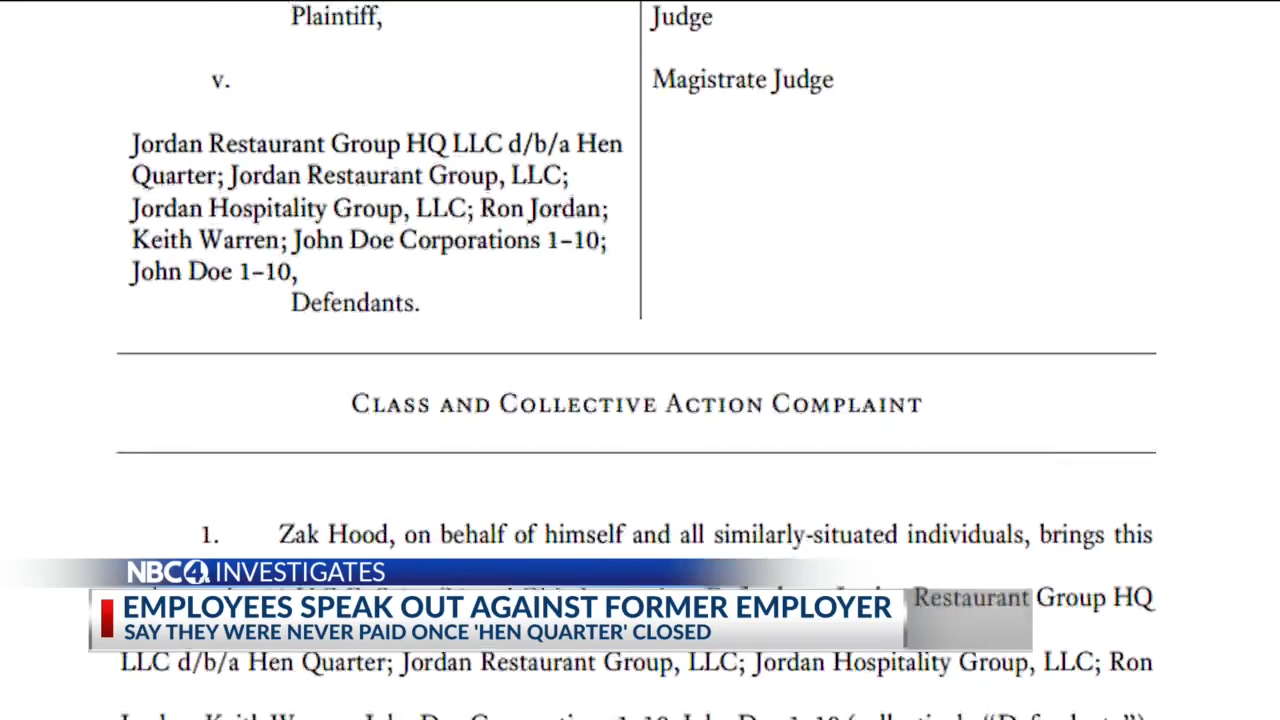 Plaintiff,
Judge
v.
Magistrate Judge
Jordan Restaurant Group HQ LLC d/b/a Hen
Quarter; Jordan Restaurant Group, LLC;
Jordan Hospitality Group, LLC; Ron Jordan;
Keith Warren; John Doe Corporations 1–10;
John Doe 1–10,
Defendants.
CLASS AND COLLECTIVE ACTION COMPLAINT
1. Zak Hood, on behalf of himself and all similarly-situated individuals, brings this
NBC4 INVESTIGATES
EMPLOYEES SPEAK OUT AGAINST FORMER EMPLOYER
SAY THEY WERE NEVER PAID ONCE 'HEN QUARTER' CLOSED
Restaurant Group HQ
LLC d/b/a Hen Quarter; Jordan Restaurant Group, LLC; Jordan Hospitality Group, LLC; Ron